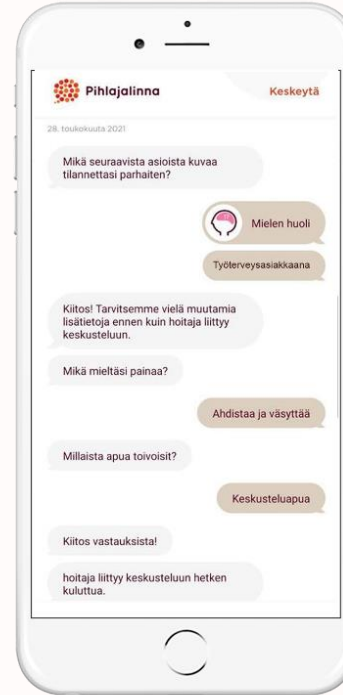 Pihlajalinna
Keskeytä
28. toukokuuta 2021
Mikä seuraavista asioista kuvaa
tilannettasi parhaiten?
Mielen huoli
Työterveysasiakkaana
Kiitos! Tarvitsemme vielä muutamia
lisätietoja ennen kuin hoitaja liittyy
keskusteluun.
Mikä mieltäsi painaa?
Ahdistaa ja väsyttää
Millaista apua toivoisit?
Keskusteluapua
Kiitos vastauksista!
hoitaja liittyy keskusteluun hetken
kuluttua.